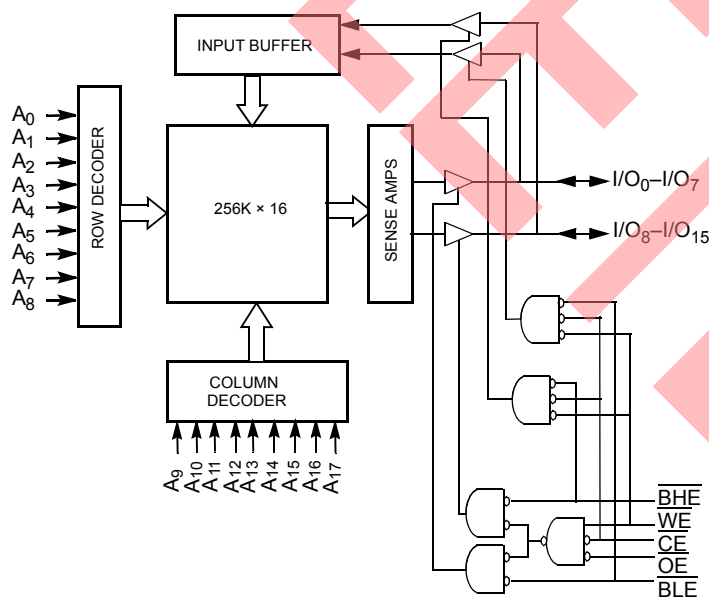 INPUT BUFFER
A0
A1
A2
A3
A4
A5
A6
A7
A8
ROW DECODER
256K × 16
SENSE AMPS
I/O0–I/O7
I/O8–I/O15
COLUMN
DECODER
A9
A10
A11
A12
A13
A14
A15
A16
A17
BHE
WE
CE
OE
BLE